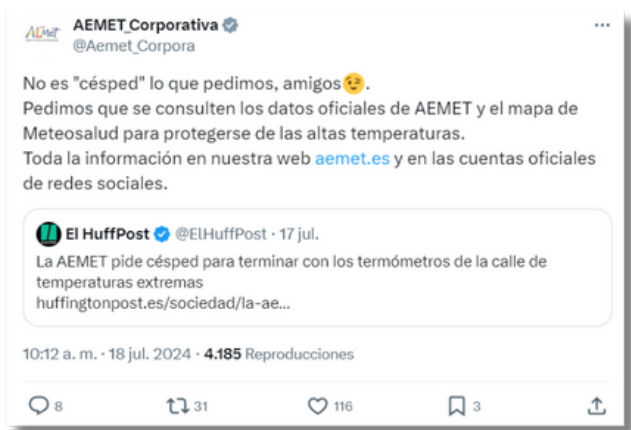 AEMet
AEMET_Corporativa
@Aemet_Corpora
No es "césped" lo que pedimos, amigos😉.
Pedimos que se consulten los datos oficiales de AEMET y el mapa de
Meteosalud para protegerse de las altas temperaturas.
Toda la información en nuestra web aemet.es y en las cuentas oficiales
de redes sociales.
El HuffPost @ElHuffPost · 17 jul.
La AEMET pide césped para terminar con los termómetros de la calle de
temperaturas extremas
huffingtonpost.es/sociedad/la-ae...
10:12 a. m. · 18 jul. 2024 · 4.185 Reproducciones
8 31 116 3